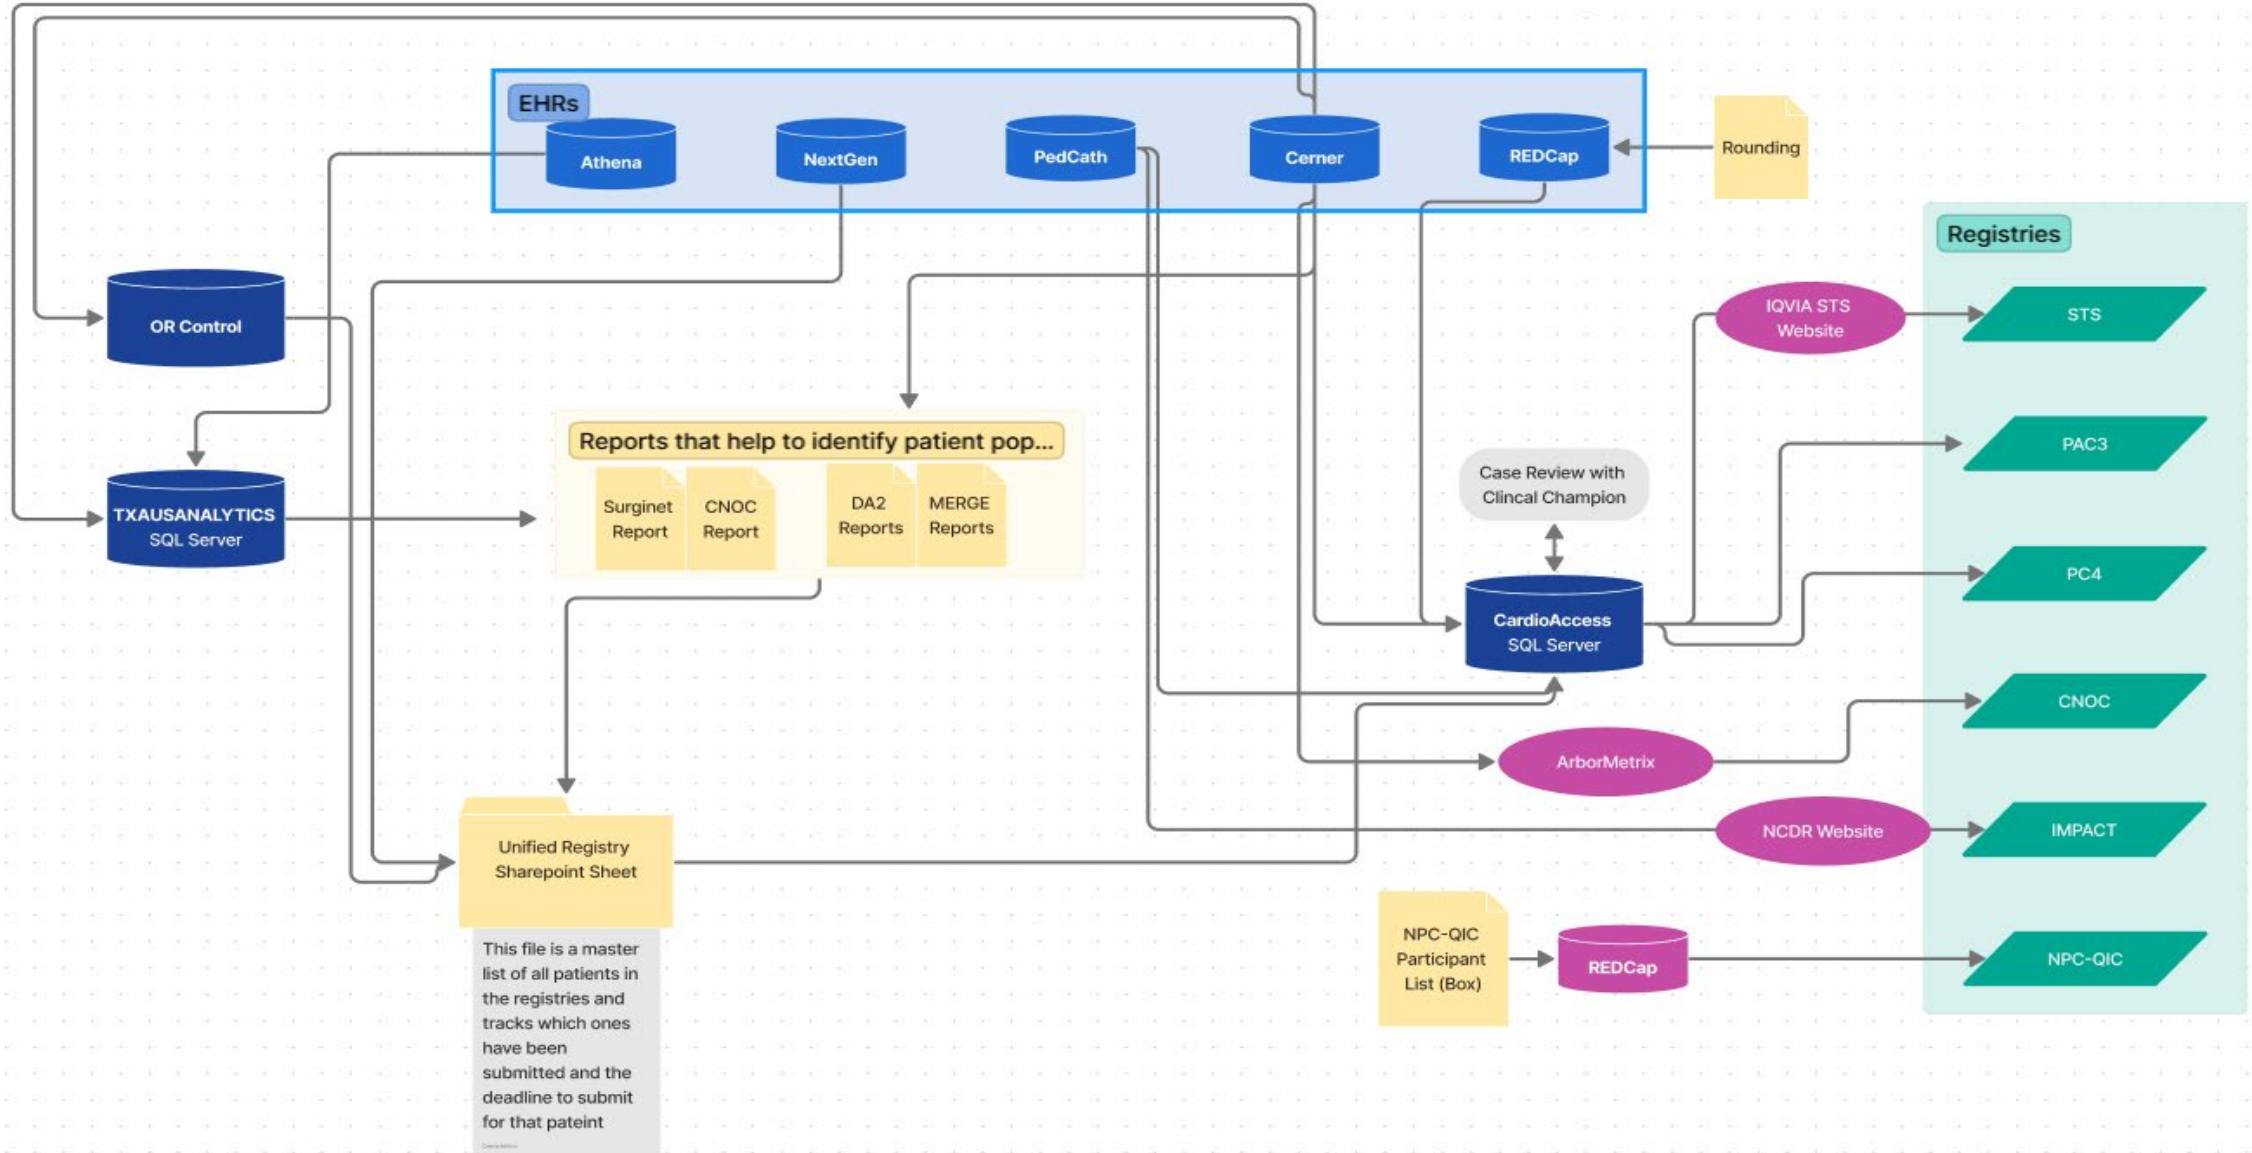 EHRs
Athena
NextGen
PedCath
Cerner
REDCap
Rounding
Registries
OR Control
IQVIA STS
Website
STS
PAC3
Reports that help to identify patient pop...
Surginet
Report
CNOC
Report
DA2
Reports
MERGE
Reports
Case Review with
Clincal Champion
TXAUSANALYTICS
SQL Server
PC4
CardioAccess
SQL Server
CNOC
ArborMetrix
NCDR Website
IMPACT
Unified Registry
Sharepoint Sheet
NPC-QIC
Participant
List (Box)
REDCap
NPC-QIC
This file is a master
list of all patients in
the registries and
tracks which ones
have been
submitted and the
deadline to submit
for that pateint